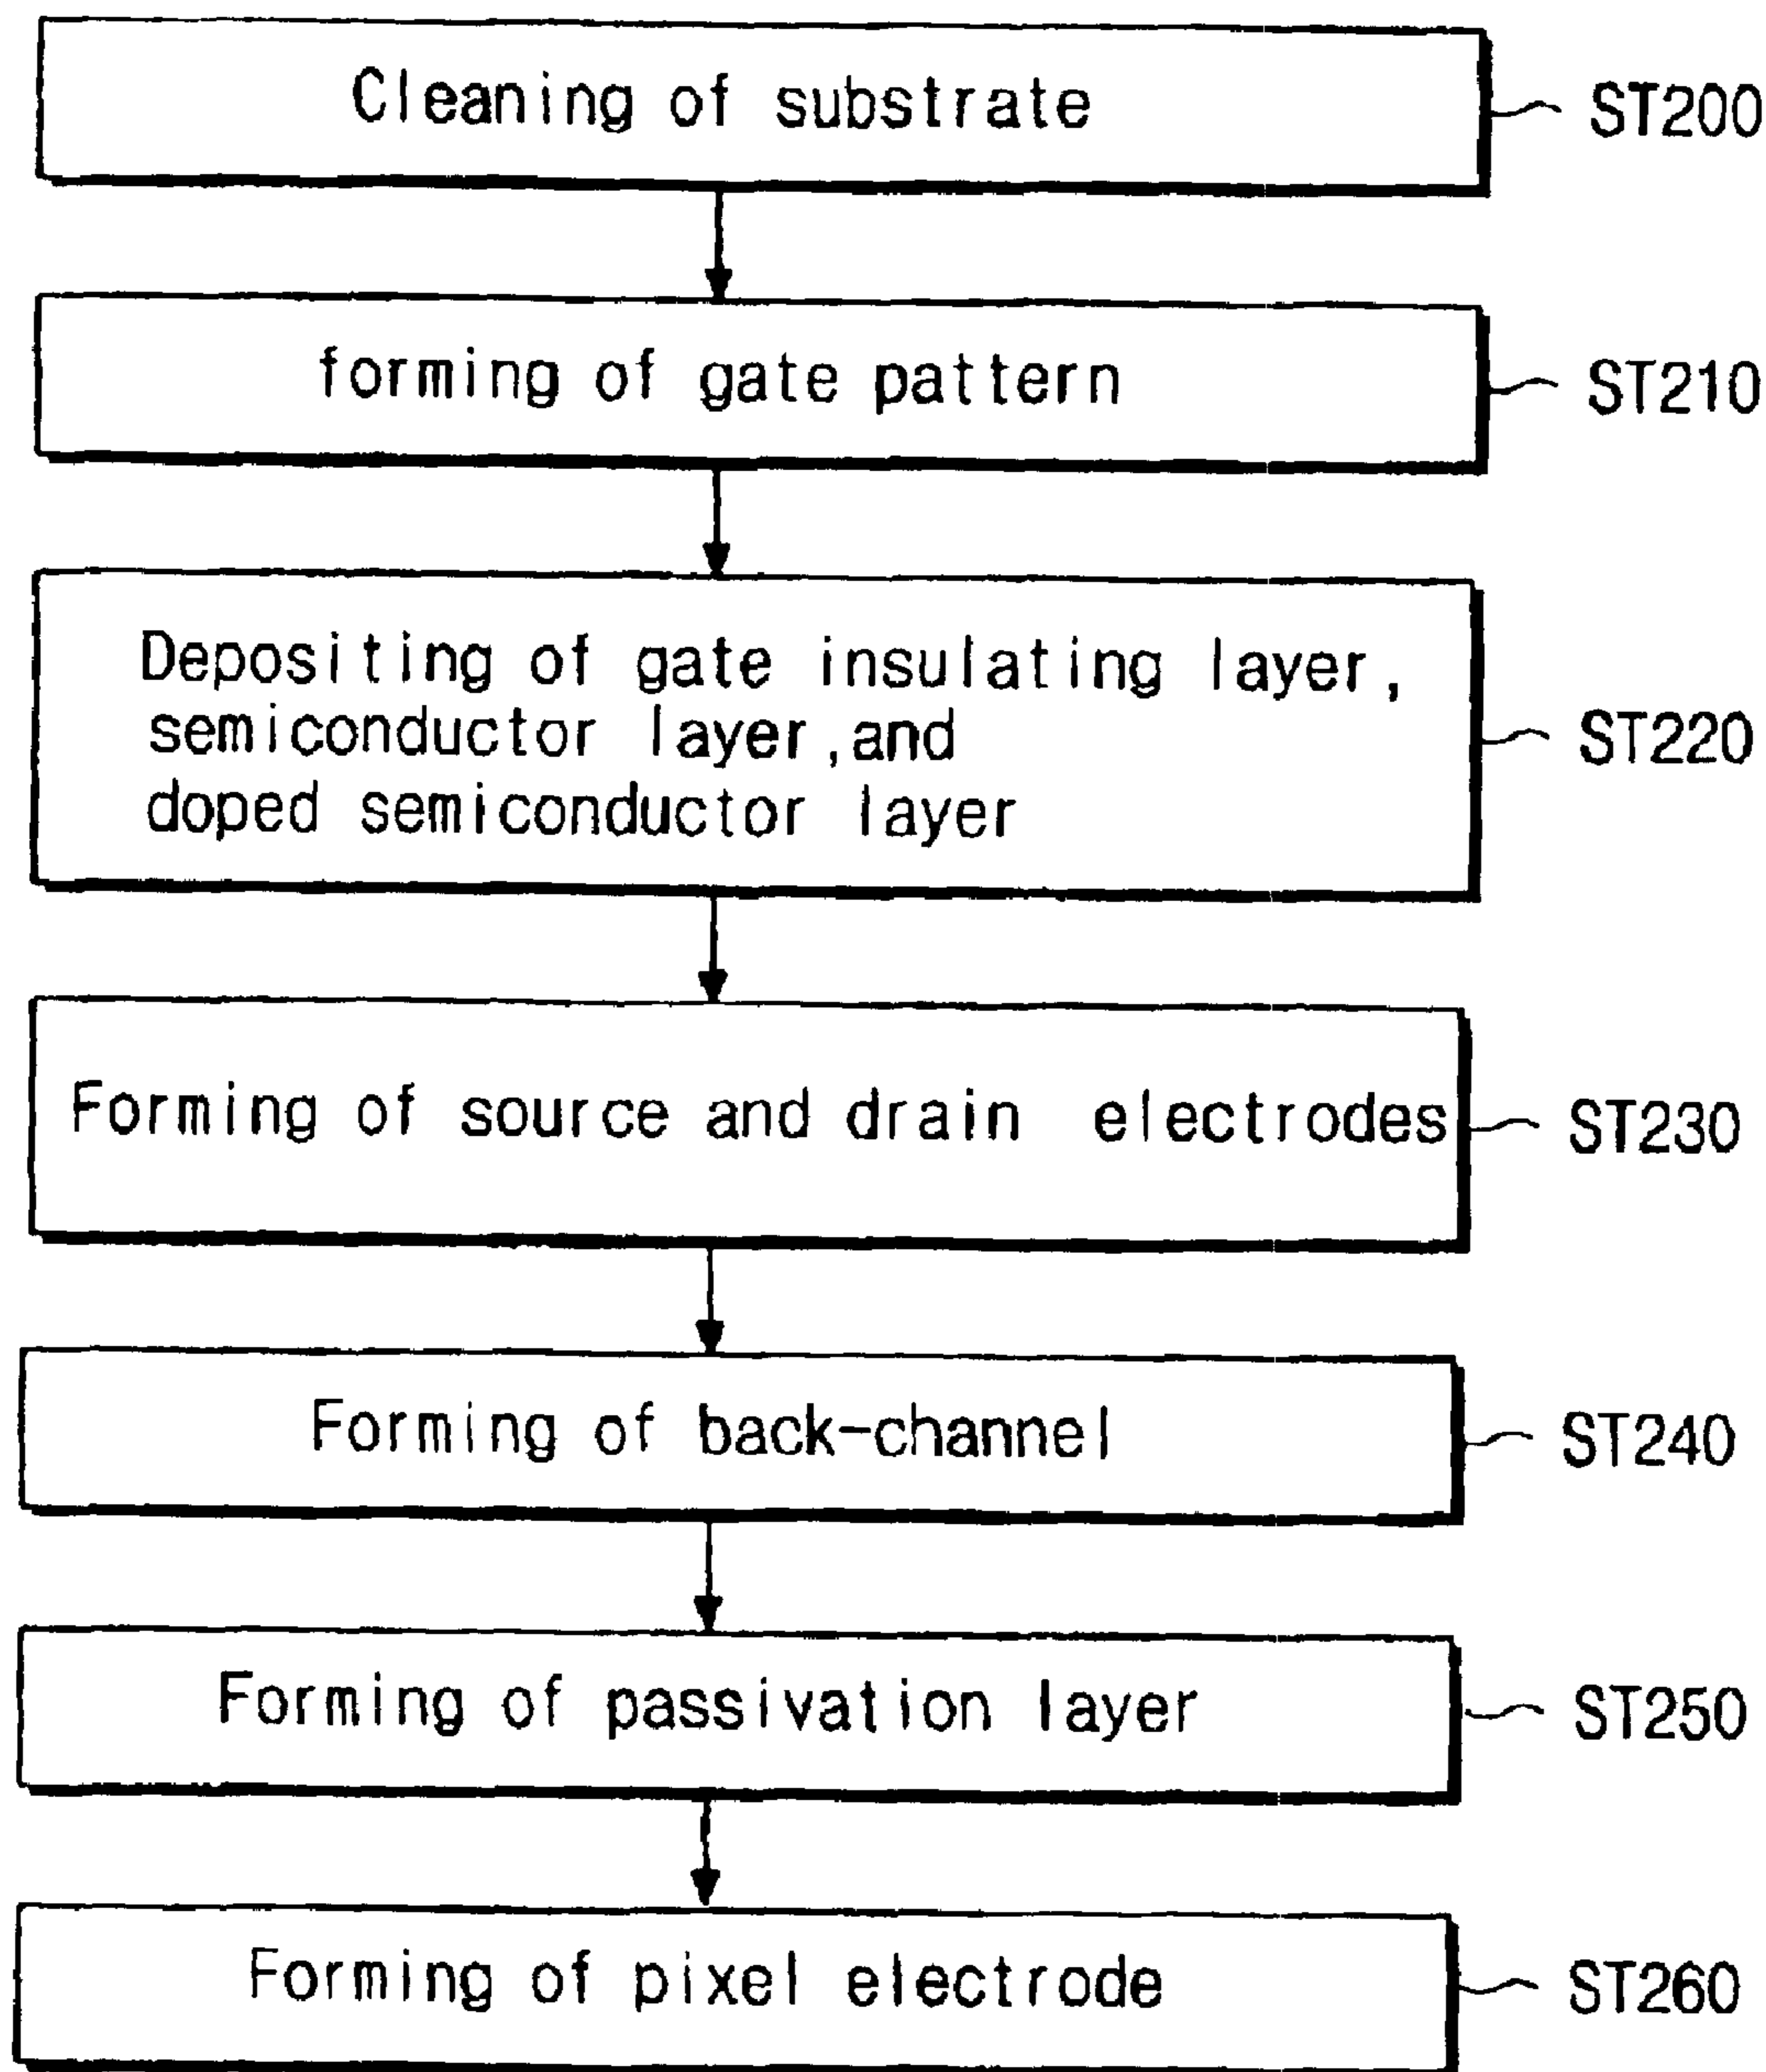 Cleaning of substrate
ST200
forming of gate pattern
ST210
Depositing of gate insulating layer,
semiconductor layer,and
doped semiconductor layer
ST220
Forming of source and drain electrodes
ST230
Forming of back-channel
ST240
Forming of passivation layer
ST250
Forming of pixel electrode
ST260